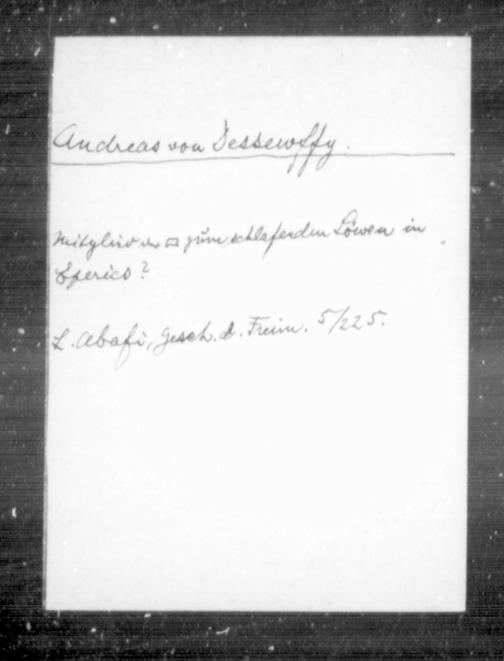 Andreas von Dessewffy.
Mitglied der □ zum schlafenden Löwen in
Eperies?
L. Abafi, Gesch. d. Freim. 5/225.